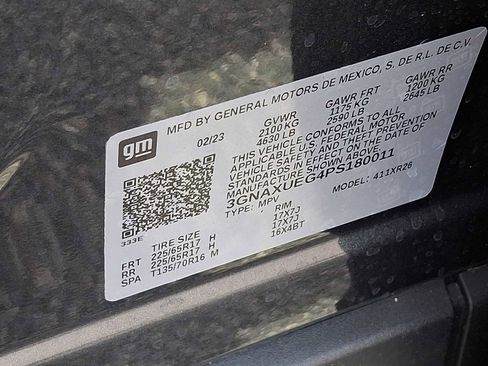 gm
MFD BY GENERAL MOTORS DE MEXICO, S. DE R.L. DE C.V.
02/23
GVWR GAWR FRT GAWR RR
2100 KG 1175 KG 1200 KG
4630 LB 2590 LB 2645 LB
THIS VEHICLE CONFORMS TO ALL
APPLICABLE U.S. FEDERAL MOTOR
VEHICLE SAFETY AND THEFT PREVENTION
STANDARDS IN EFFECT ON THE DATE OF
MANUFACTURE SHOWN ABOVE.
3GNAXUEG4PS180011
TYPE: MPV MODEL: 411XR26
333E
TIRE SIZE RIM
FRT 225/65R17 H 17X7J
RR 225/65R17 H 17X7J
SPA T135/70R16 M 16X4BT